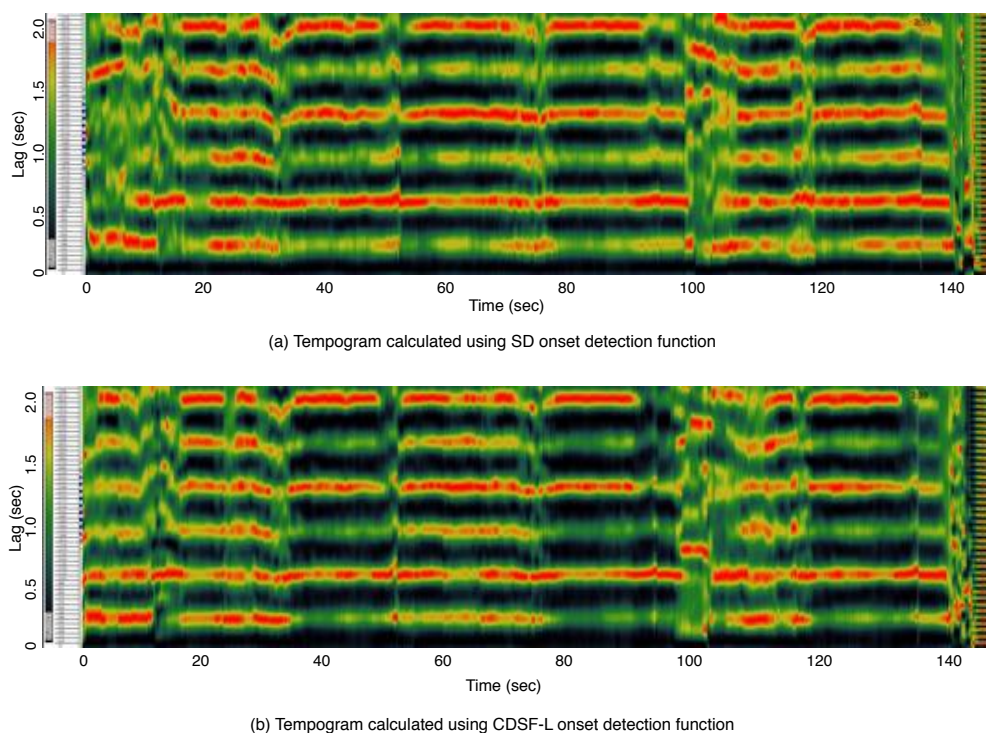 2.0
1.5
1.0
0.5
0
Lag (sec)
0 20 40 60 80 100 120 140
Time (sec)
(a) Tempogram calculated using SD onset detection function
2.0
1.5
1.0
0.5
0
Lag (sec)
0 20 40 60 80 100 120 140
Time (sec)
(b) Tempogram calculated using CDSF-L onset detection function